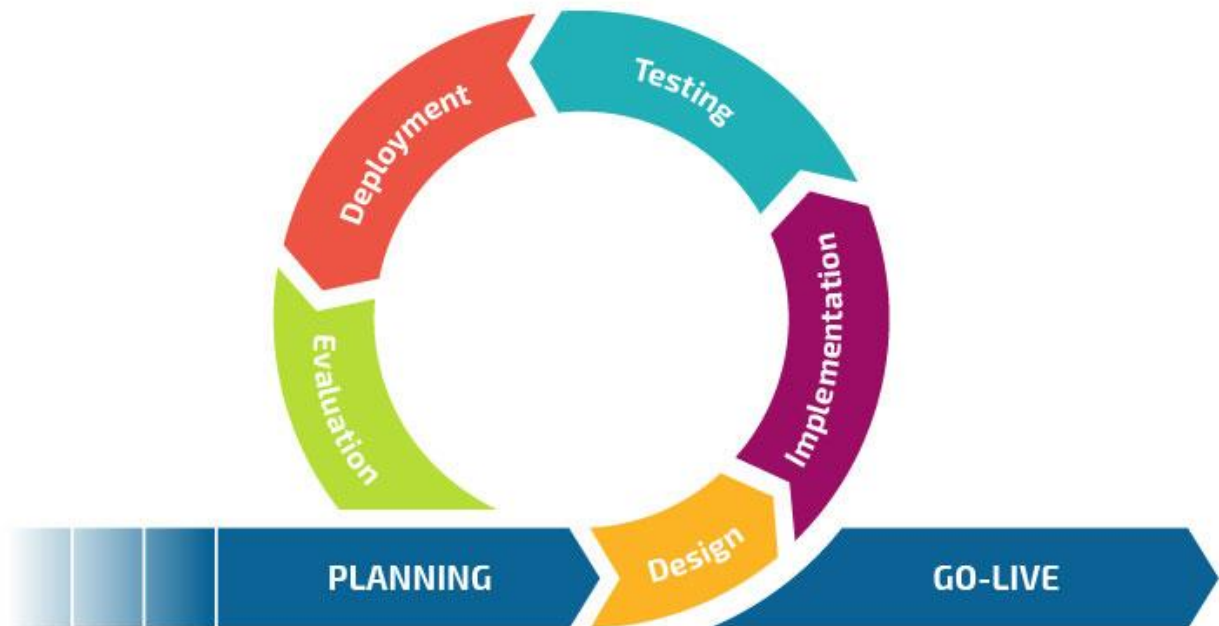 Testing
Deployment
Implementation
Evaluation
Design
PLANNING
GO-LIVE